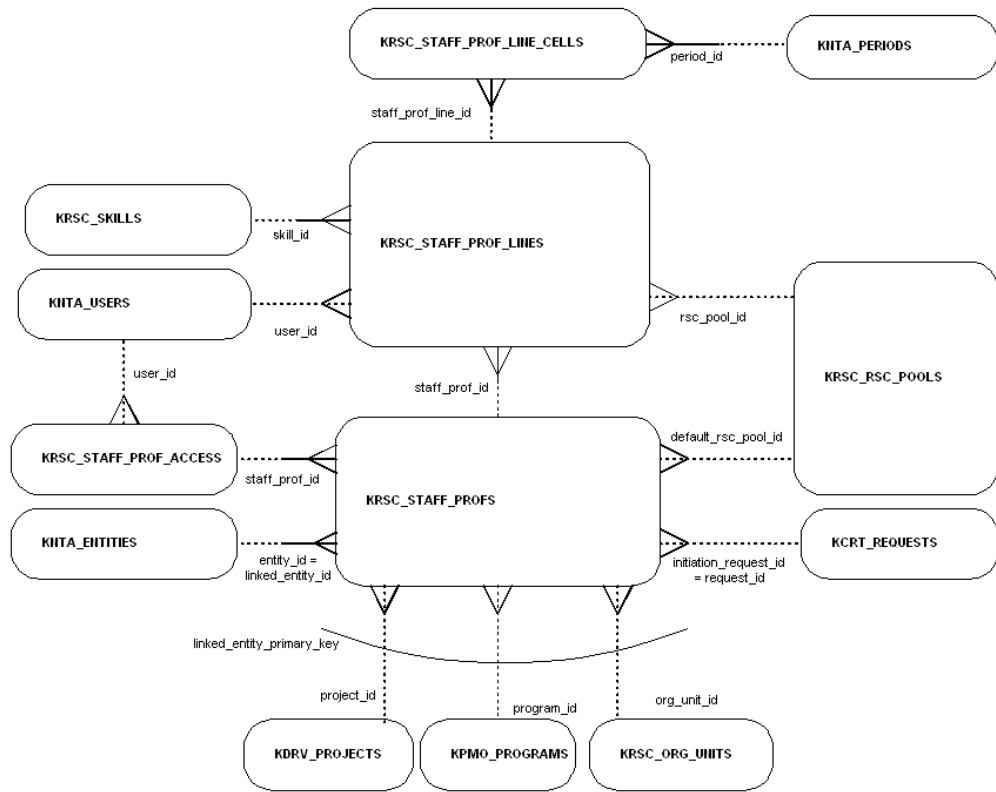 KRSC_STAFF_PROF_LINE_CELLS
KNTA_PERIODS
period_id
staff_prof_line_id
KRSC_SKILLS
skill_id
KRSC_STAFF_PROF_LINES
KNTA_USERS
user_id
rsc_pool_id
user_id
staff_prof_id
KRSC_RSC_POOLS
default_rsc_pool_id
KRSC_STAFF_PROF_ACCESS
staff_prof_id
KRSC_STAFF_PROFS
KNTA_ENTITIES
entity_id =
linked_entity_id
KCRT_REQUESTS
initiation_request_id
= request_id
linked_entity_primary_key
project_id
program_id
org_unit_id
KDRV_PROJECTS
KPMO_PROGRAMS
KRSC_ORG_UNITS